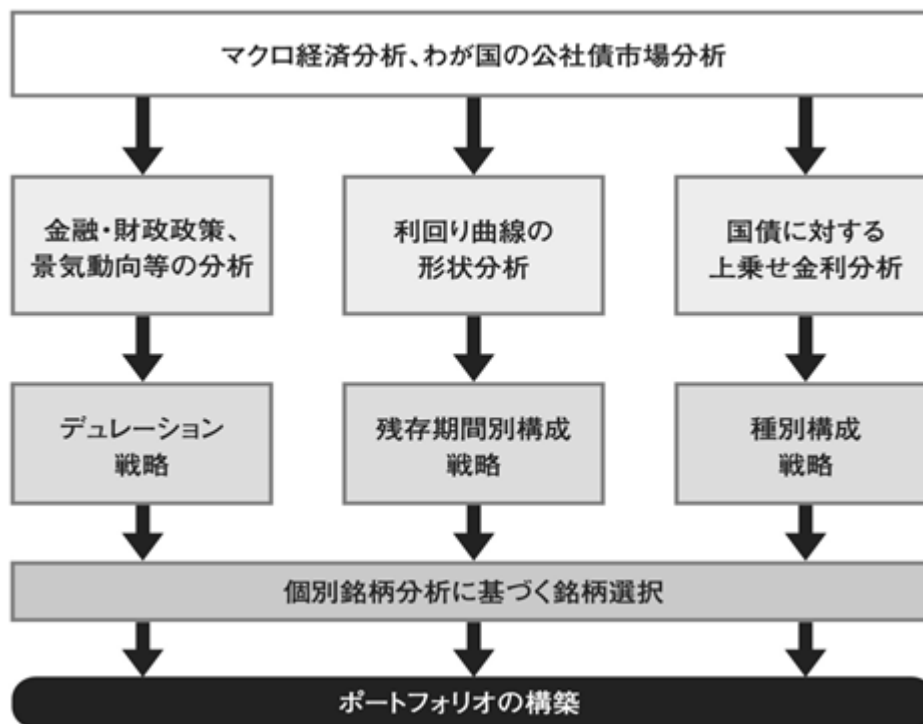 マクロ経済分析、わが国の公社債市場分析
金融・財政政策、
景気動向等の分析
利回り曲線の
形状分析
国債に対する
上乗せ金利分析
デュレーション
戦略
残存期間別構成
戦略
種別構成
戦略
個別銘柄分析に基づく銘柄選択
ポートフォリオの構築